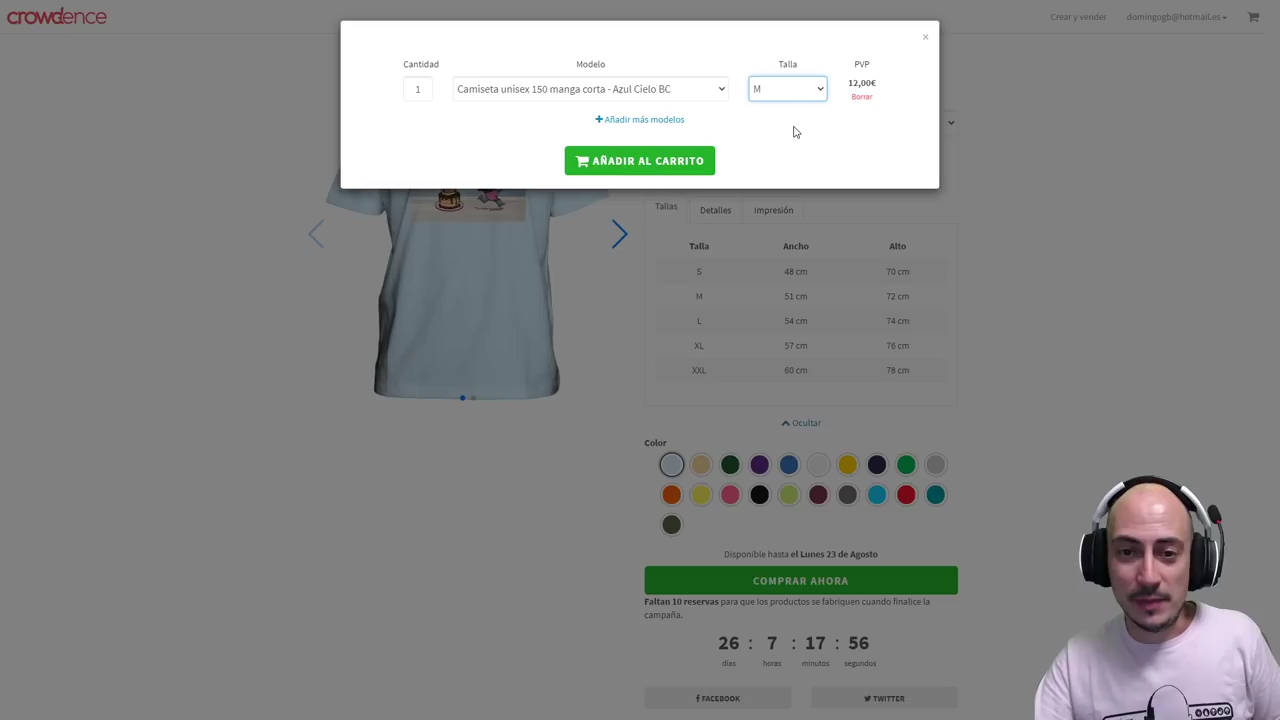 crowdence
Crear y vender
domingogb@hotmail.es
×
Cantidad
Modelo
Talla
PVP
1
Camiseta unisex 150 manga corta - Azul Cielo BC
M
12,00€
Borrar
Añadir más modelos
AÑADIR AL CARRITO
Tallas
Detalles
Impresión
Talla Ancho Alto
S 48 cm 70 cm
M 51 cm 72 cm
L 54 cm 74 cm
XL 57 cm 76 cm
XXL 60 cm 78 cm
Ocultar
Color
Disponible hasta el Lunes 23 de Agosto
COMPRAR AHORA
Faltan 10 reservas para que los productos se fabriquen cuando finalice la
campaña.
26 : 7 : 17 : 56
días horas minutos segundos
FACEBOOK
TWITTER